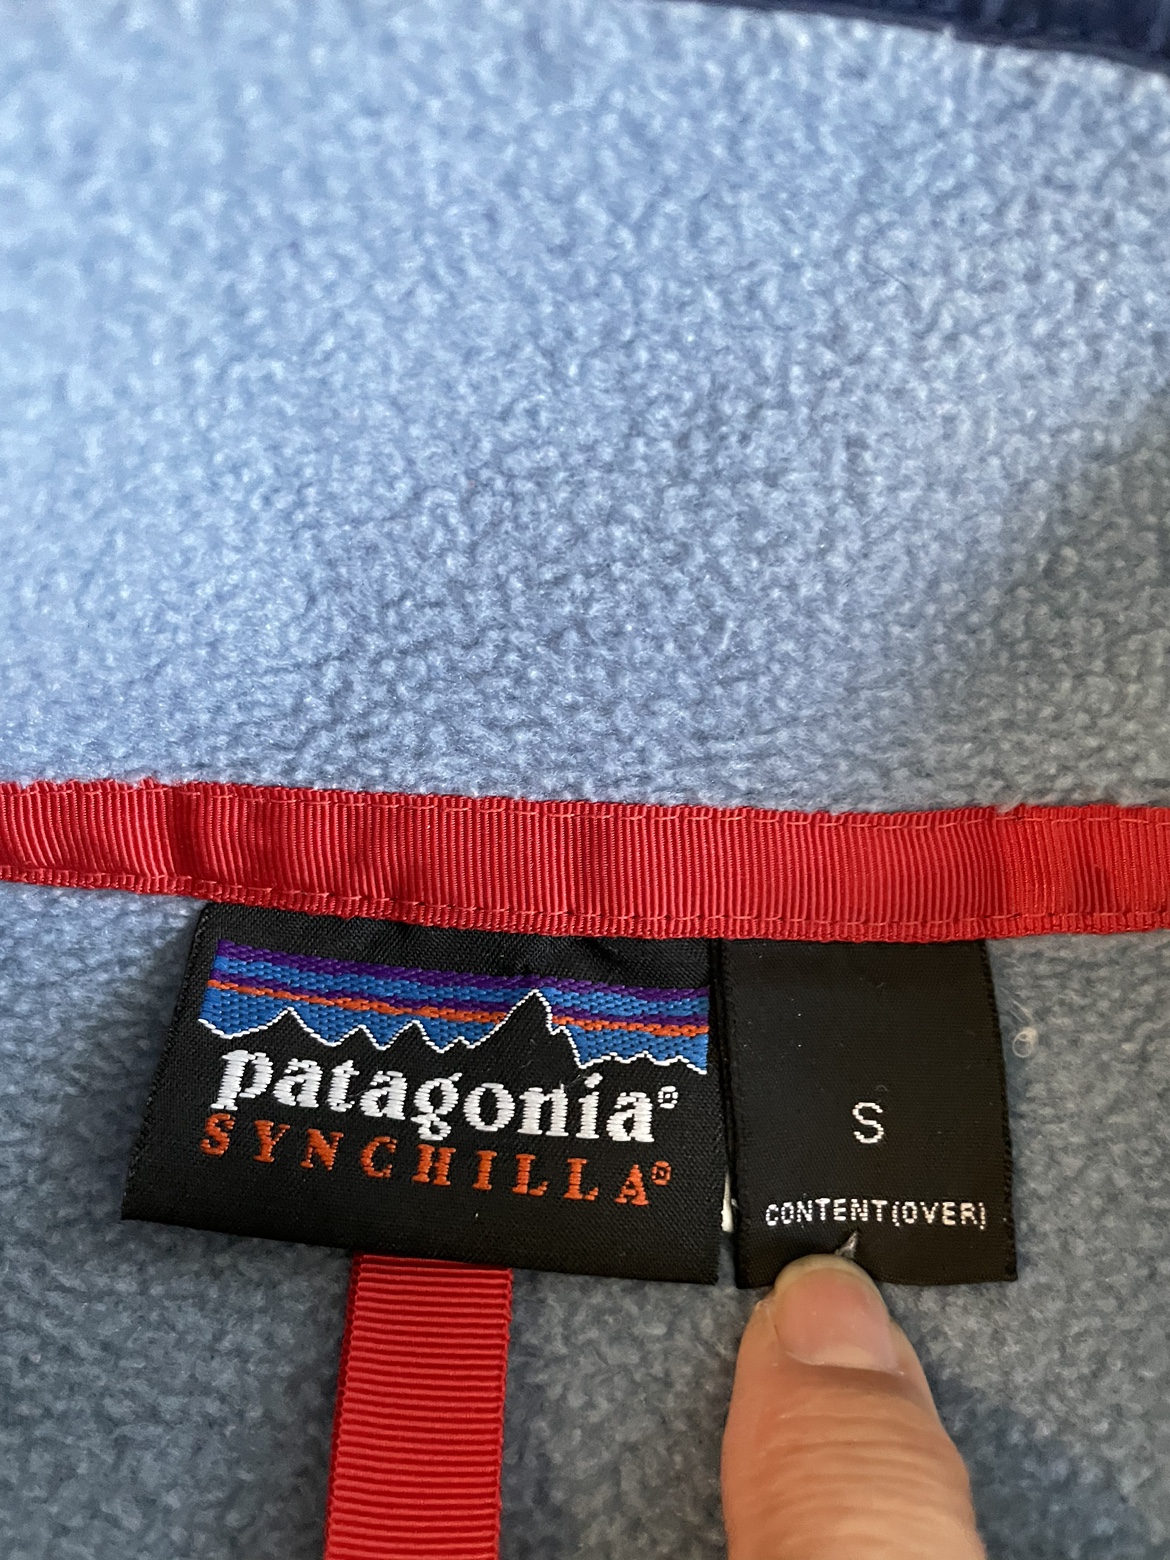 patagonia®
SYNCHILLA®
S
CONTENT(OVER)